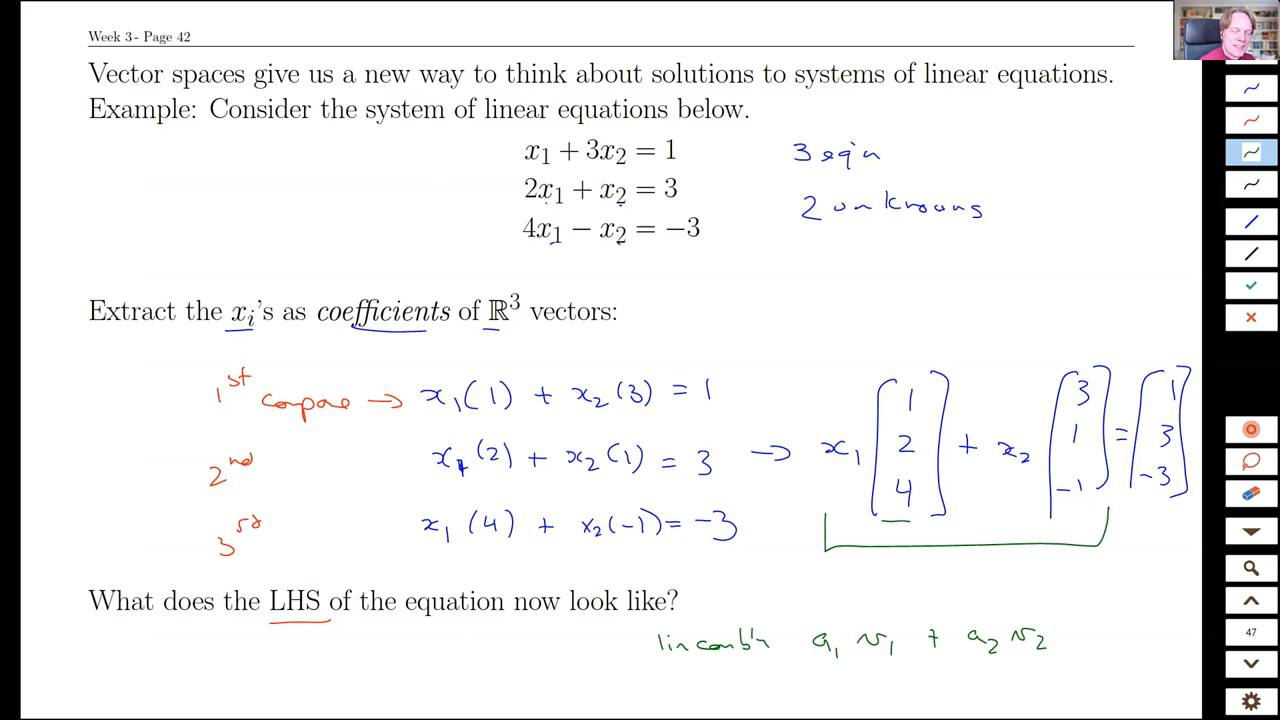 Week 3 - Page 42
Vector spaces give us a new way to think about solutions to systems of linear equations.
Example: Consider the system of linear equations below.
x₁ + 3x₂ = 1
2x₁ + x₂ = 3
4x₁ − x₂ = −3
3 eq'n
2 unknowns
Extract the xᵢ's as coefficients of ℝ³ vectors:
1st compone → x₁(1) + x₂(3) = 1
2nd x₁(2) + x₂(1) = 3
3rd x₁(4) + x₂(-1) = -3
→ x₁ [1 2 4] + x₂ [3 1 -1] = [1 3 -3]
What does the LHS of the equation now look like?
lin comb'n a₁ v₁ + a₂ v₂
47